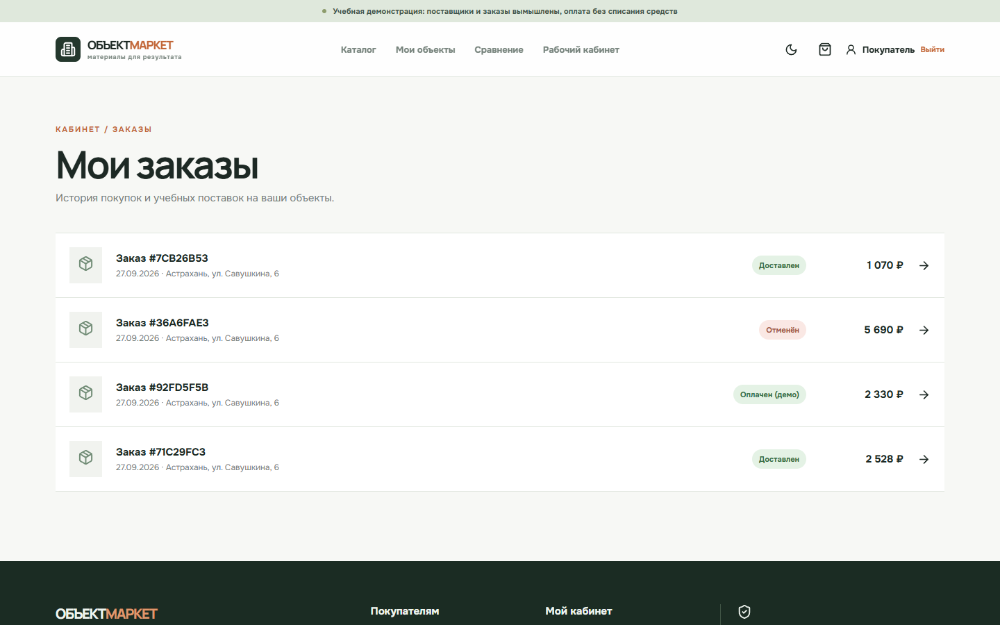 Учебная демонстрация: поставщики и заказы вымышлены, оплата без списания средств
ОБЪЕКТМАРКЕТ
материалы для результата
Каталог
Мои объекты
Сравнение
Рабочий кабинет
Покупатель
Выйти
КАБИНЕТ / ЗАКАЗЫ
Мои заказы
История покупок и учебных поставок на ваши объекты.
Заказ #7CB26B53
27.09.2026 · Астрахань, ул. Савушкина, 6
Доставлен
1 070 ₽
Заказ #36A6FAE3
27.09.2026 · Астрахань, ул. Савушкина, 6
Отменён
5 690 ₽
Заказ #92FD5F5B
27.09.2026 · Астрахань, ул. Савушкина, 6
Оплачен (демо)
2 330 ₽
Заказ #71C29FC3
27.09.2026 · Астрахань, ул. Савушкина, 6
Доставлен
2 528 ₽
ОБЪЕКТМАРКЕТ
Покупателям
Мой кабинет